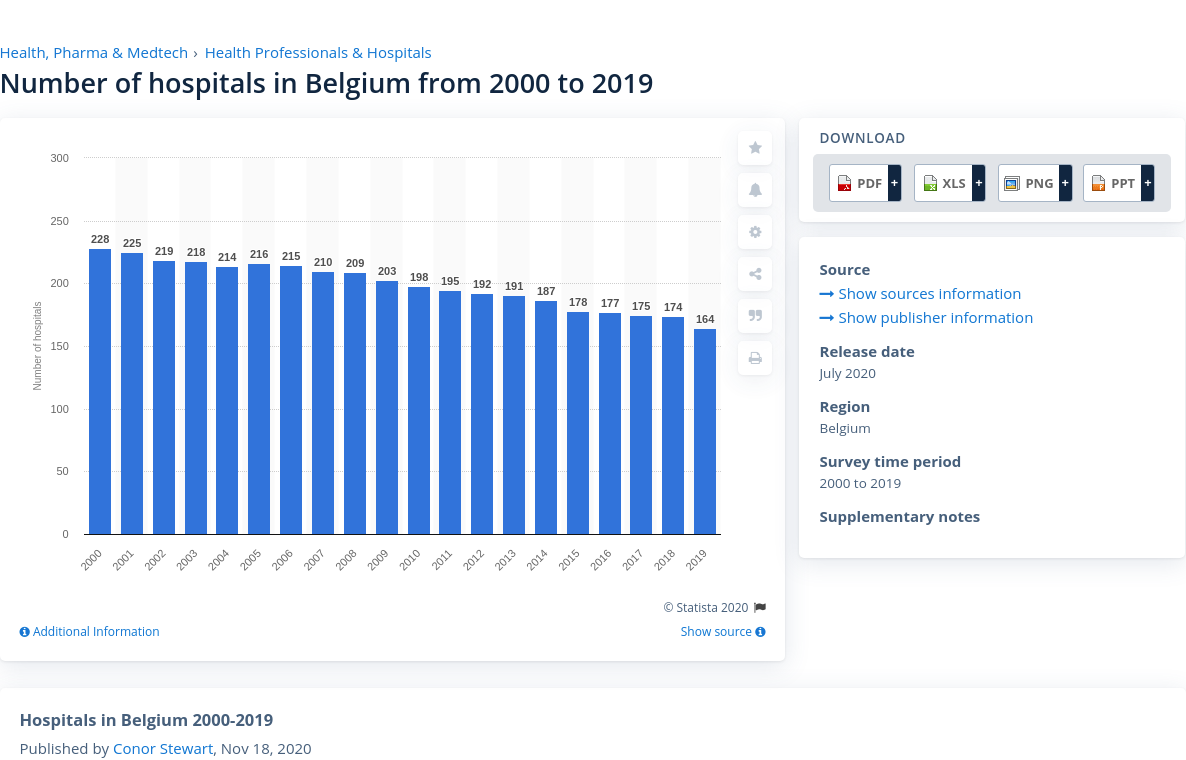 Health, Pharma & Medtech › Health Professionals & Hospitals
Number of hospitals in Belgium from 2000 to 2019
300
250
200
150
100
50
0
Number of hospitals
228 225 219 218 214 216 215 210 209 203 198 195 192 191 187 178 177 175 174 164
2000 2001 2002 2003 2004 2005 2006 2007 2008 2009 2010 2011 2012 2013 2014 2015 2016 2017 2018 2019
© Statista 2020
Additional Information
Show source
DOWNLOAD
PDF + XLS + PNG + PPT +
Source
Show sources information
Show publisher information
Release date
July 2020
Region
Belgium
Survey time period
2000 to 2019
Supplementary notes
Hospitals in Belgium 2000-2019
Published by Conor Stewart, Nov 18, 2020